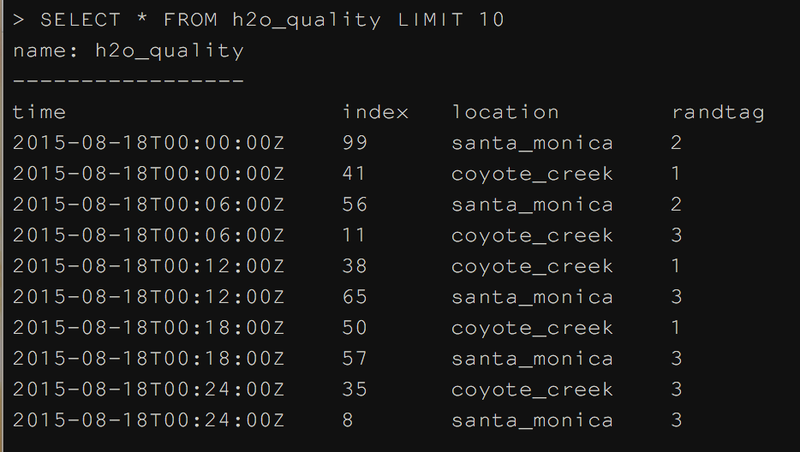 > SELECT * FROM h2o_quality LIMIT 10
name: h2o_quality
-----------------
time index location randtag
2015-08-18T00:00:00Z 99 santa_monica 2
2015-08-18T00:00:00Z 41 coyote_creek 1
2015-08-18T00:06:00Z 56 santa_monica 2
2015-08-18T00:06:00Z 11 coyote_creek 3
2015-08-18T00:12:00Z 38 coyote_creek 1
2015-08-18T00:12:00Z 65 santa_monica 3
2015-08-18T00:18:00Z 50 coyote_creek 1
2015-08-18T00:18:00Z 57 santa_monica 3
2015-08-18T00:24:00Z 35 coyote_creek 3
2015-08-18T00:24:00Z 8 santa_monica 3